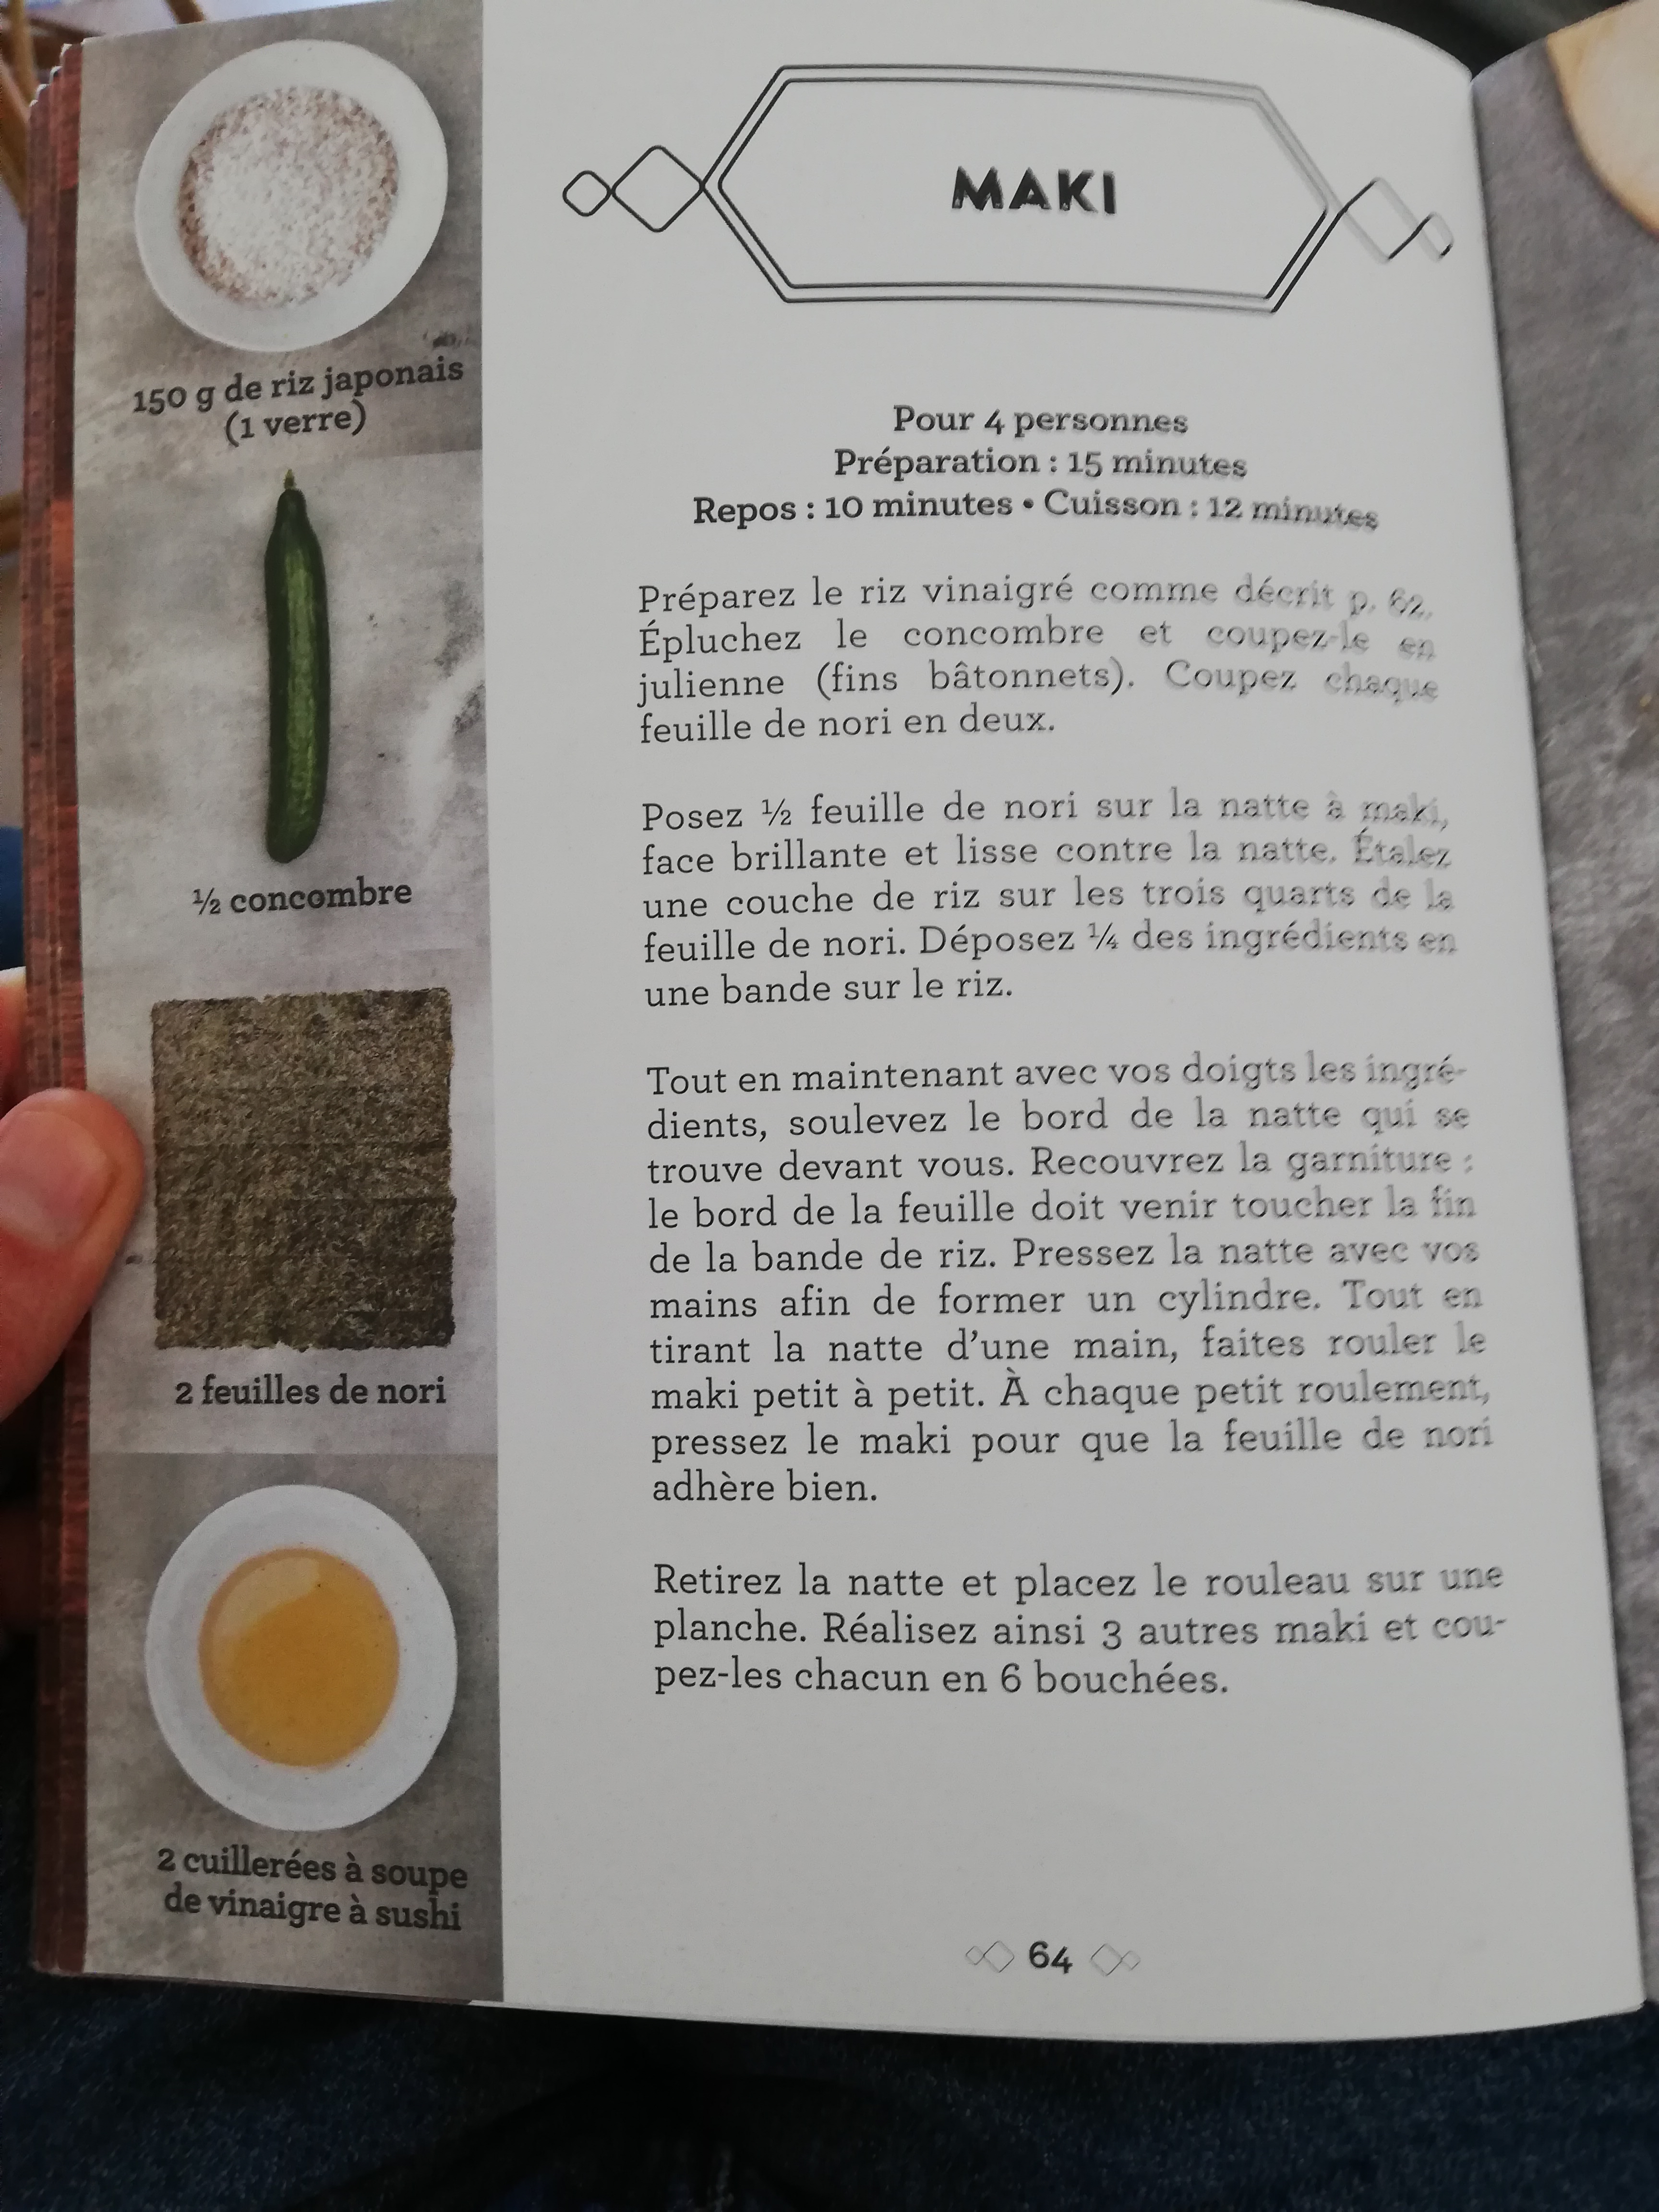 150 g de riz japonais
(1 verre)
½ concombre
2 feuilles de nori
2 cuillerées à soupe
de vinaigre à sushi
MAKI
Pour 4 personnes
Préparation : 15 minutes
Repos : 10 minutes • Cuisson : 12 minutes
Préparez le riz vinaigré comme décrit p. 62.
Épluchez le concombre et coupez-le en
julienne (fins bâtonnets). Coupez chaque
feuille de nori en deux.
Posez ½ feuille de nori sur la natte à maki,
face brillante et lisse contre la natte. Étalez
une couche de riz sur les trois quarts de la
feuille de nori. Déposez ¼ des ingrédients en
une bande sur le riz.
Tout en maintenant avec vos doigts les ingré-
dients, soulevez le bord de la natte qui se
trouve devant vous. Recouvrez la garniture :
le bord de la feuille doit venir toucher la fin
de la bande de riz. Pressez la natte avec vos
mains afin de former un cylindre. Tout en
tirant la natte d'une main, faites rouler le
maki petit à petit. À chaque petit roulement,
pressez le maki pour que la feuille de nori
adhère bien.
Retirez la natte et placez le rouleau sur une
planche. Réalisez ainsi 3 autres maki et cou-
pez-les chacun en 6 bouchées.
64